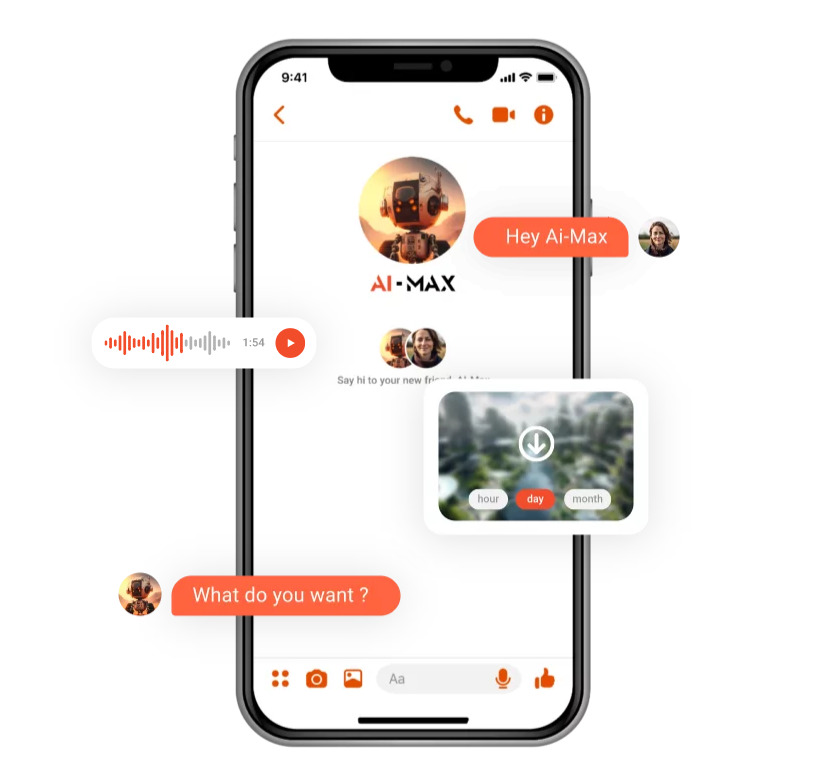 9:41
Hey Ai-Max
AI-MAX
1:54
Say hi to your new friend, Ai-Max
hour
day
month
What do you want ?
Aa